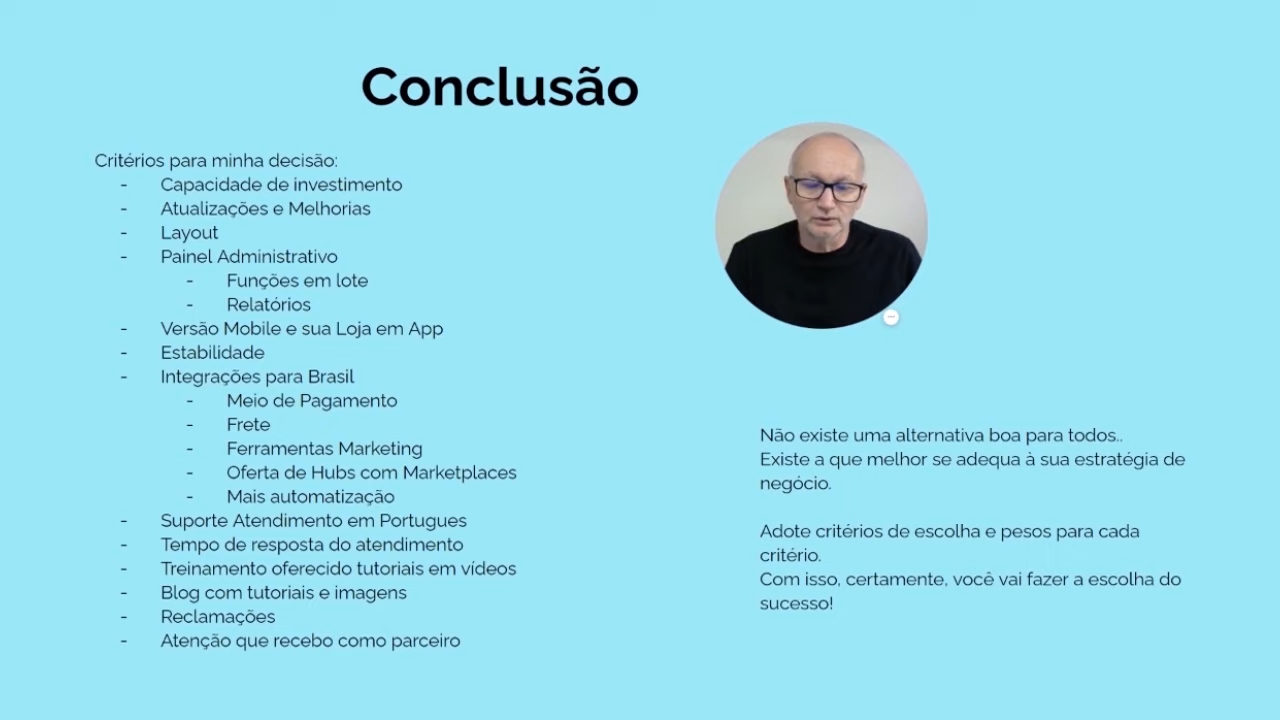 Conclusão
Critérios para minha decisão:
- Capacidade de investimento
- Atualizações e Melhorias
- Layout
- Painel Administrativo
- Funções em lote
- Relatórios
- Versão Mobile e sua Loja em App
- Estabilidade
- Integrações para Brasil
- Meio de Pagamento
- Frete
- Ferramentas Marketing
- Oferta de Hubs com Marketplaces
- Mais automatização
- Suporte Atendimento em Portugues
- Tempo de resposta do atendimento
- Treinamento oferecido tutoriais em vídeos
- Blog com tutoriais e imagens
- Reclamações
- Atenção que recebo como parceiro
Não existe uma alternativa boa para todos..
Existe a que melhor se adequa à sua estratégia de
negócio.
Adote critérios de escolha e pesos para cada
critério.
Com isso, certamente, você vai fazer a escolha do
sucesso!